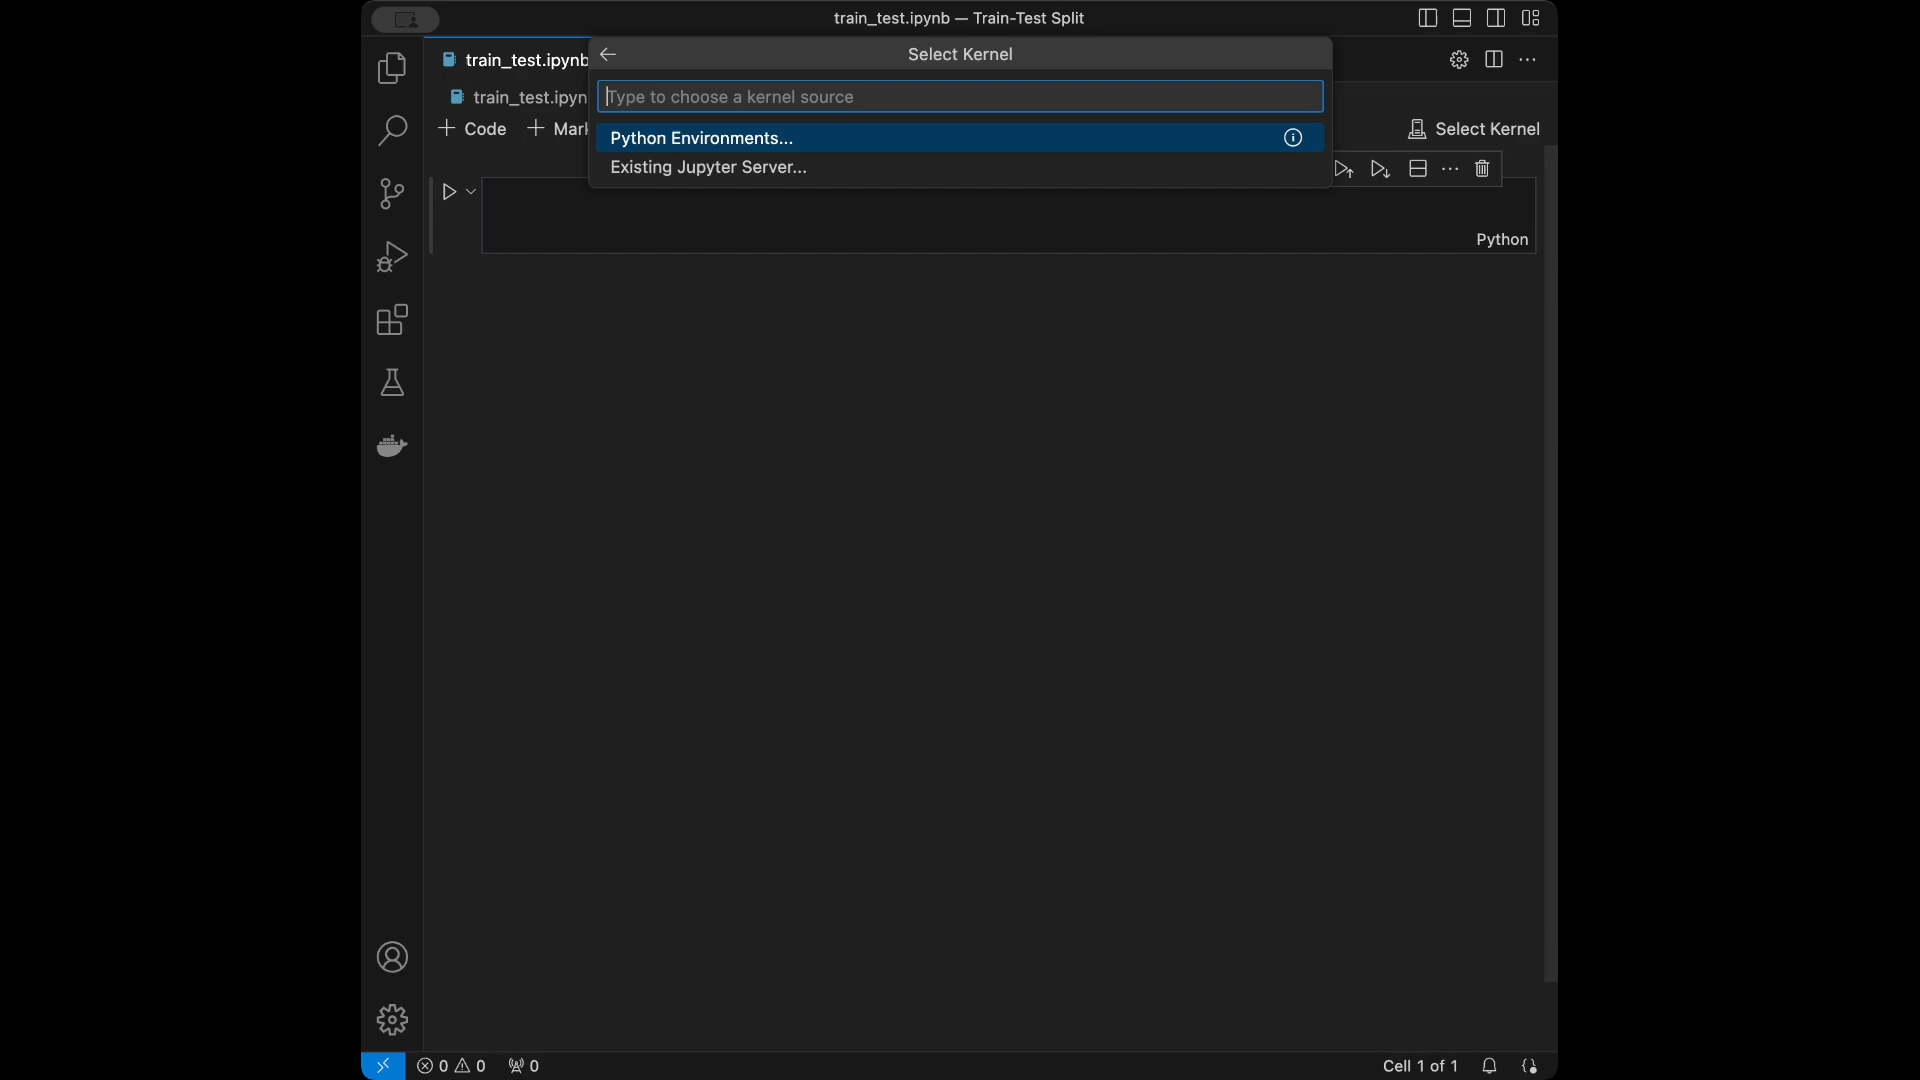 train_test.ipynb — Train-Test Split
train_test.ipynb
Select Kernel
train_test.ipyn
Type to choose a kernel source
Code
Mark
Select Kernel
Python Environments...
Existing Jupyter Server...
Python
0
0
0
Cell 1 of 1